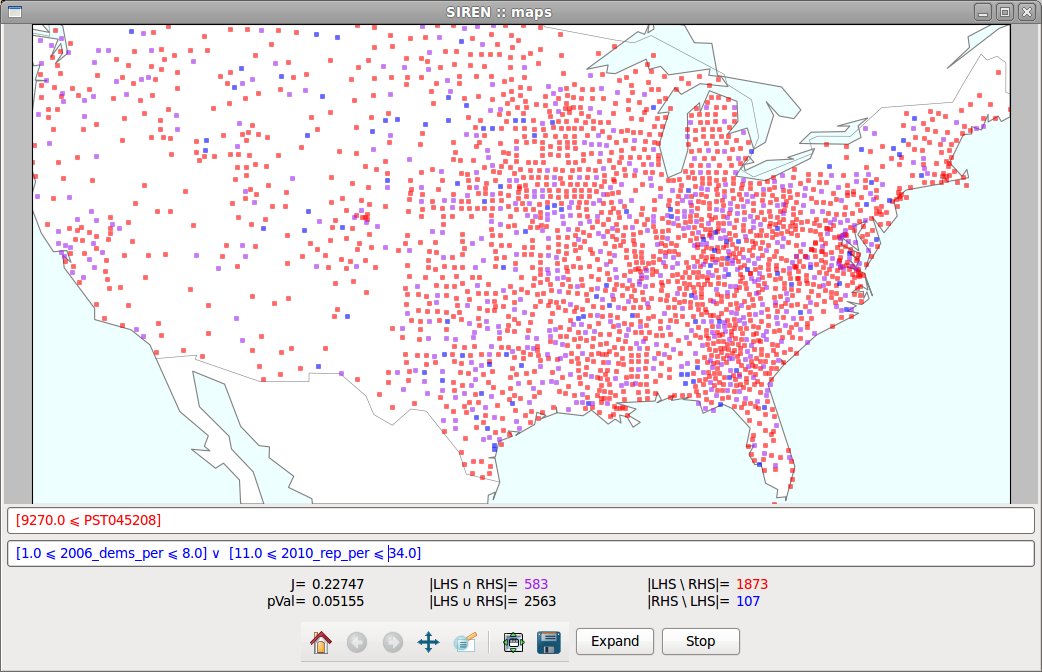 SIREN :: maps
[9270.0 ⩽ PST045208]
[1.0 ⩽ 2006_dems_per ⩽ 8.0] ∨ [11.0 ⩽ 2010_rep_per ⩽ 34.0]
J= 0.22747 |LHS ∩ RHS|= 583 |LHS \ RHS|= 1873
pVal= 0.05155 |LHS ∪ RHS|= 2563 |RHS \ LHS|= 107
Expand Stop